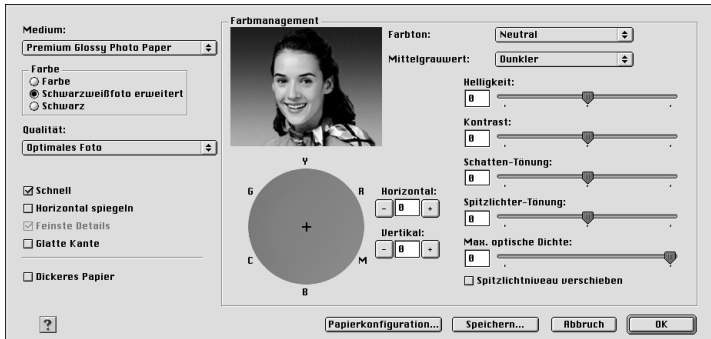 Medium:
Premium Glossy Photo Paper
Farbe
Farbe
Schwarzweißfoto erweitert
Schwarz
Qualität:
Optimales Foto
Schnell
Horizontal spiegeln
Feinste Details
Glatte Kante
Dickeres Papier
Farbmanagement
Farbton:
Neutral
Mittelgrauwert:
Dunkler
Helligkeit:
0
Kontrast:
0
Schatten-Tönung:
0
Spitzlichter-Tönung:
0
Max. optische Dichte:
0
Spitzlichtniveau verschieben
Y
G R
C M
B
Horizontal:
- 0 +
Vertikal:
- 0 +
?
Papierkonfiguration...
Speichern...
Abbruch
OK